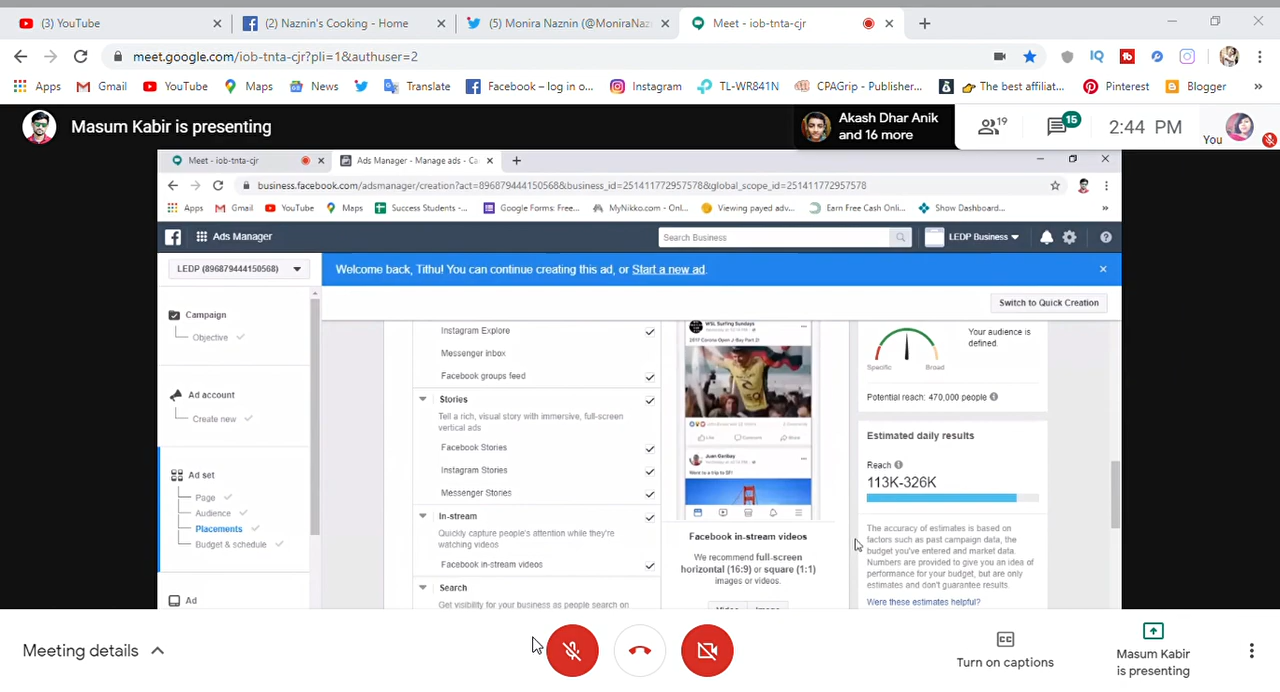 (3) YouTube
(2) Naznin's Cooking - Home
(5) Monira Naznin (@MoniraNaz
Meet - iob-tnta-cjr
meet.google.com/iob-tnta-cjr?pli=1&authuser=2
Apps Gmail YouTube Maps News Translate Facebook – log in o... Instagram TL-WR841N CPAGrip - Publisher... The best affiliat... Pinterest Blogger
Masum Kabir is presenting
Akash Dhar Anik
and 16 more
19
15
2:44 PM
You
Meet - iob-tnta-cjr
Ads Manager - Manage ads - Ca
business.facebook.com/adsmanager/creation?act=896879444150568&business_id=251411772957578&global_scope_id=251411772957578
Apps Gmail YouTube Maps Success Students -... Google Forms: Free... MyNikko.com - Onl... Viewing payed adv... Earn Free Cash Onli... Show Dashboard...
Ads Manager
Search Business
LEDP Business
LEDP (896879444150568)
Welcome back, Tithu! You can continue creating this ad, or Start a new ad.
Switch to Quick Creation
Campaign
Objective
Ad account
Create new
Ad set
Page
Audience
Placements
Budget & schedule
Ad
Instagram Explore
Messenger inbox
Facebook groups feed
Stories
Tell a rich, visual story with immersive, full-screen
vertical ads
Facebook Stories
Instagram Stories
Messenger Stories
In-stream
Quickly capture people's attention while they're
watching videos
Facebook in-stream videos
Search
Get visibility for your business as people search on
WSL Surfing Sundays
Like Comment Share
Facebook in-stream videos
We recommend full-screen
horizontal (16:9) or square (1:1)
images or videos.
Video Image
Specific
Broad
Your audience is
defined.
Potential reach: 470,000 people
Estimated daily results
Reach
113K-326K
The accuracy of estimates is based on
factors such as past campaign data, the
budget you've entered and market data.
Numbers are provided to give you an idea of
performance for your budget, but are only
estimates and don't guarantee results.
Were these estimates helpful?
Meeting details
Turn on captions
Masum Kabir
is presenting